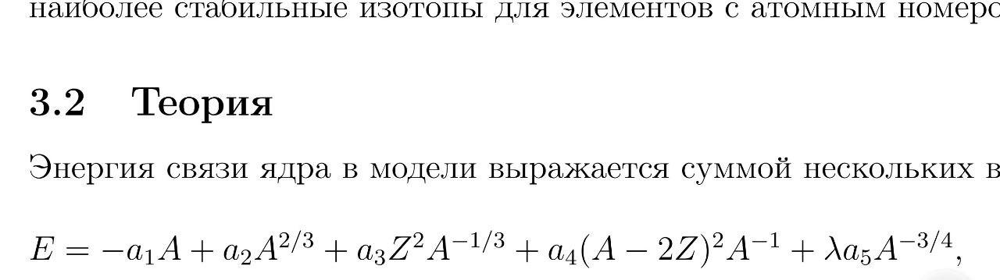 наиболее стабильные изотопы для элементов с атомным
3.2 Теория
Энергия связи ядра в модели выражается суммой нескольких
E = −a₁A + a₂A^{2/3} + a₃Z²A^{−1/3} + a₄(A − 2Z)²A^{−1} + λa₅A^{−3/4},